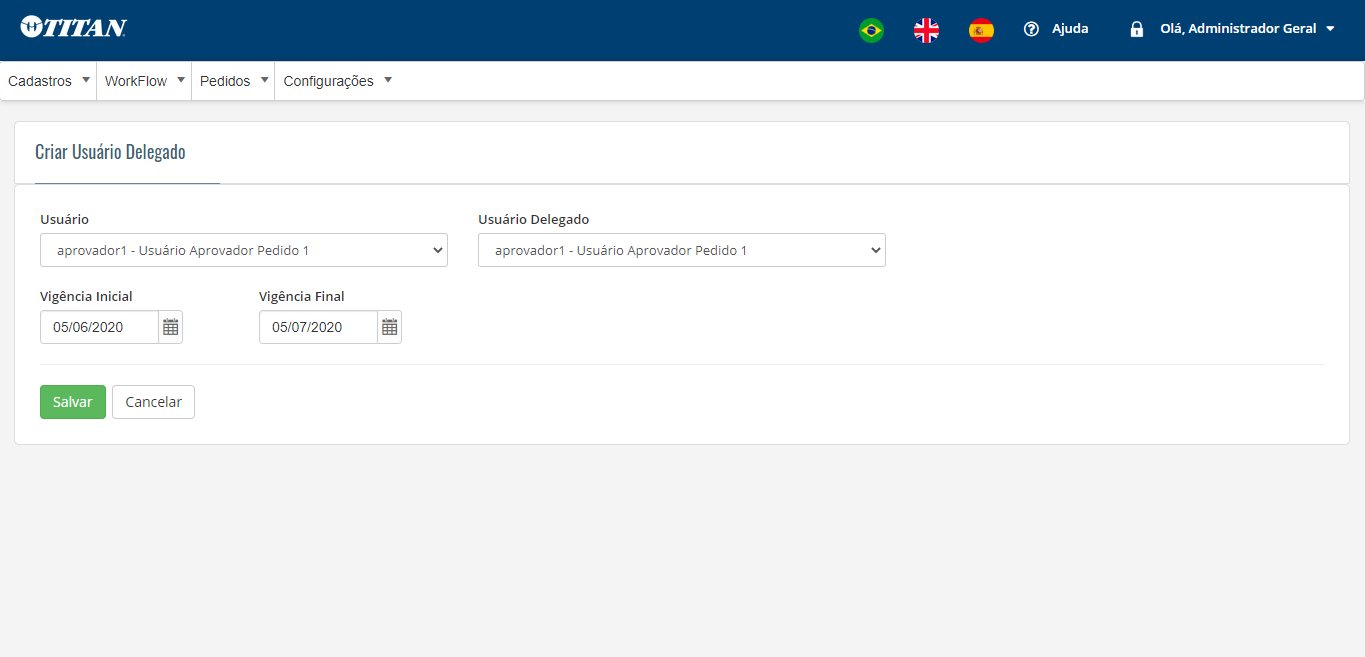 TITAN
Ajuda
Olá, Administrador Geral
Cadastros WorkFlow Pedidos Configurações
Criar Usuário Delegado
Usuário Usuário Delegado
aprovador1 - Usuário Aprovador Pedido 1 aprovador1 - Usuário Aprovador Pedido 1
Vigência Inicial Vigência Final
05/06/2020 05/07/2020
Salvar Cancelar